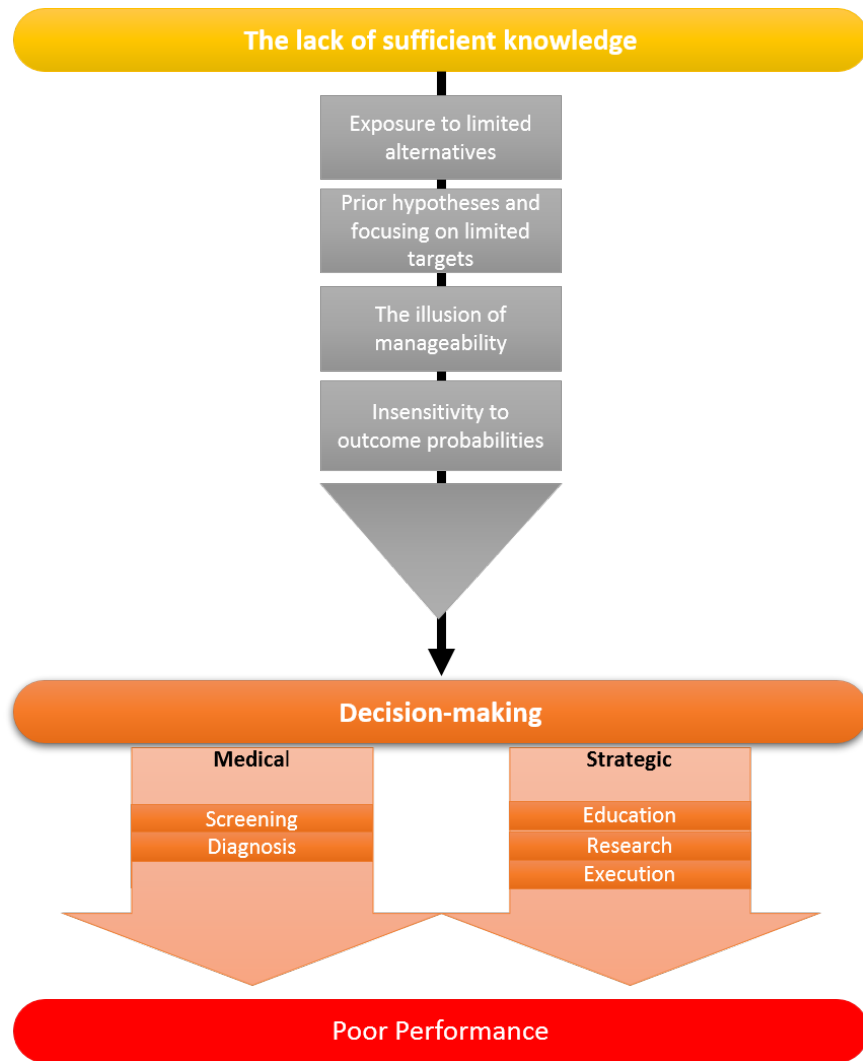 The lack of sufficient knowledge
Exposure to limited
alternatives
Prior hypotheses and
focusing on limited
targets
The illusion of
manageability
Insensitivity to
outcome probabilities
Decision-making
Medical
Screening
Diagnosis
Strategic
Education
Research
Execution
Poor Performance